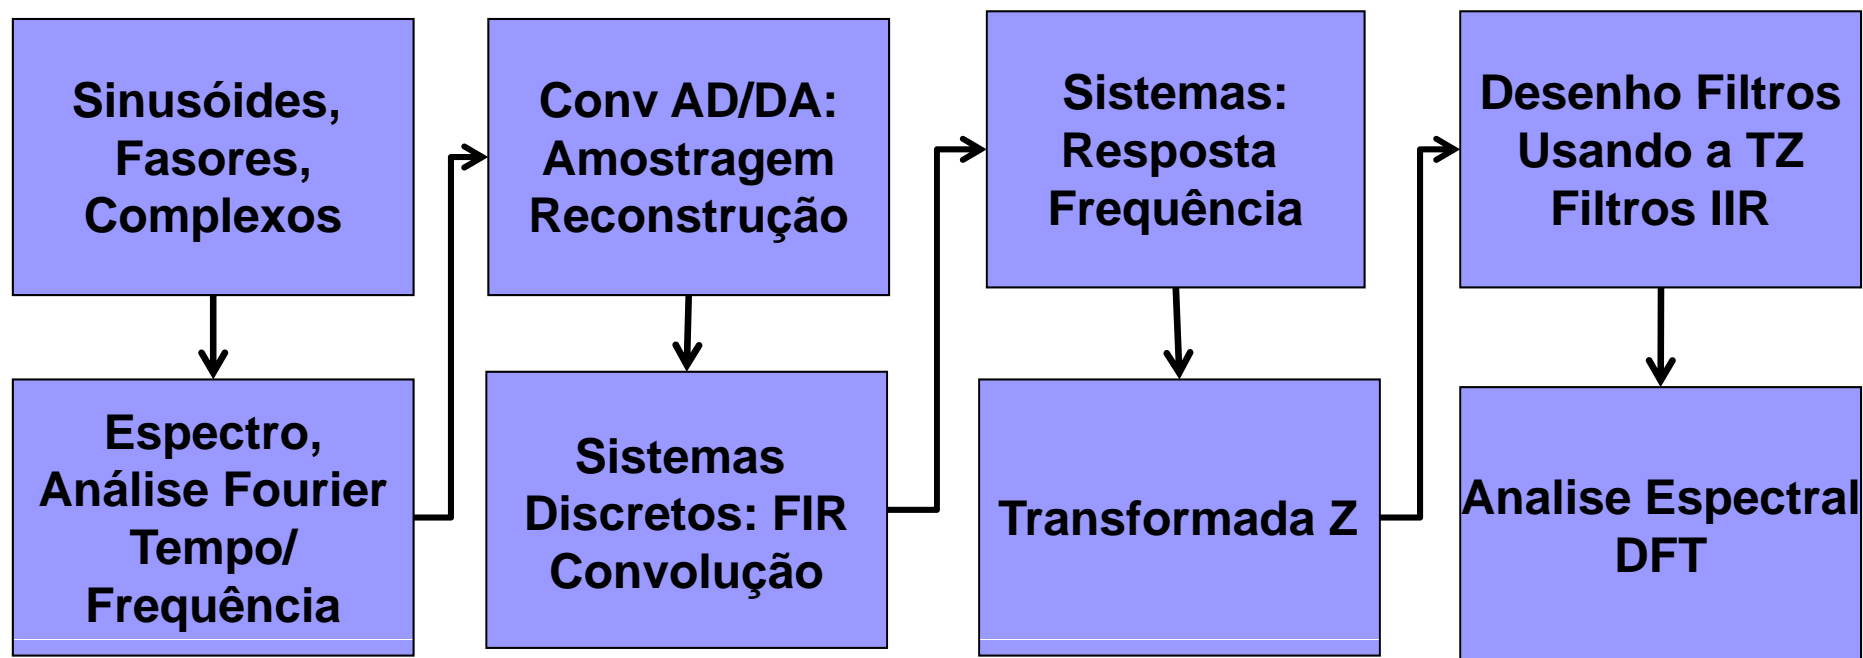 Sinusóides,
Fasores,
Complexos
Espectro,
Análise Fourier
Tempo/
Frequência
Conv AD/DA:
Amostragem
Reconstrução
Sistemas
Discretos: FIR
Convolução
Sistemas:
Resposta
Frequência
Transformada Z
Desenho Filtros
Usando a TZ
Filtros IIR
Analise Espectral
DFT